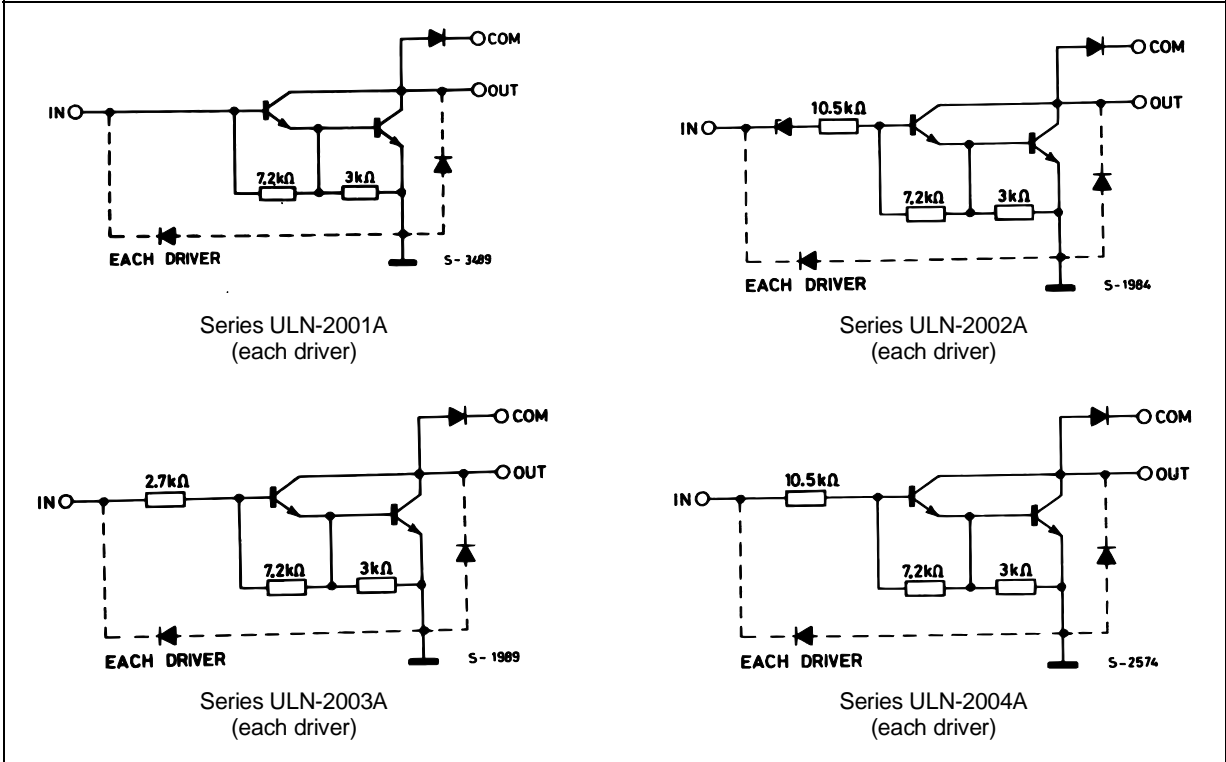 COM
OUT
IN
7.2kΩ 3kΩ
EACH DRIVER
S-3489
Series ULN-2001A
(each driver)
COM
OUT
10.5kΩ
IN
7.2kΩ 3kΩ
EACH DRIVER
S-1984
Series ULN-2002A
(each driver)
COM
OUT
2.7kΩ
IN
7.2kΩ 3kΩ
EACH DRIVER
S-1989
Series ULN-2003A
(each driver)
COM
OUT
10.5kΩ
IN
7.2kΩ 3kΩ
EACH DRIVER
S-2574
Series ULN-2004A
(each driver)